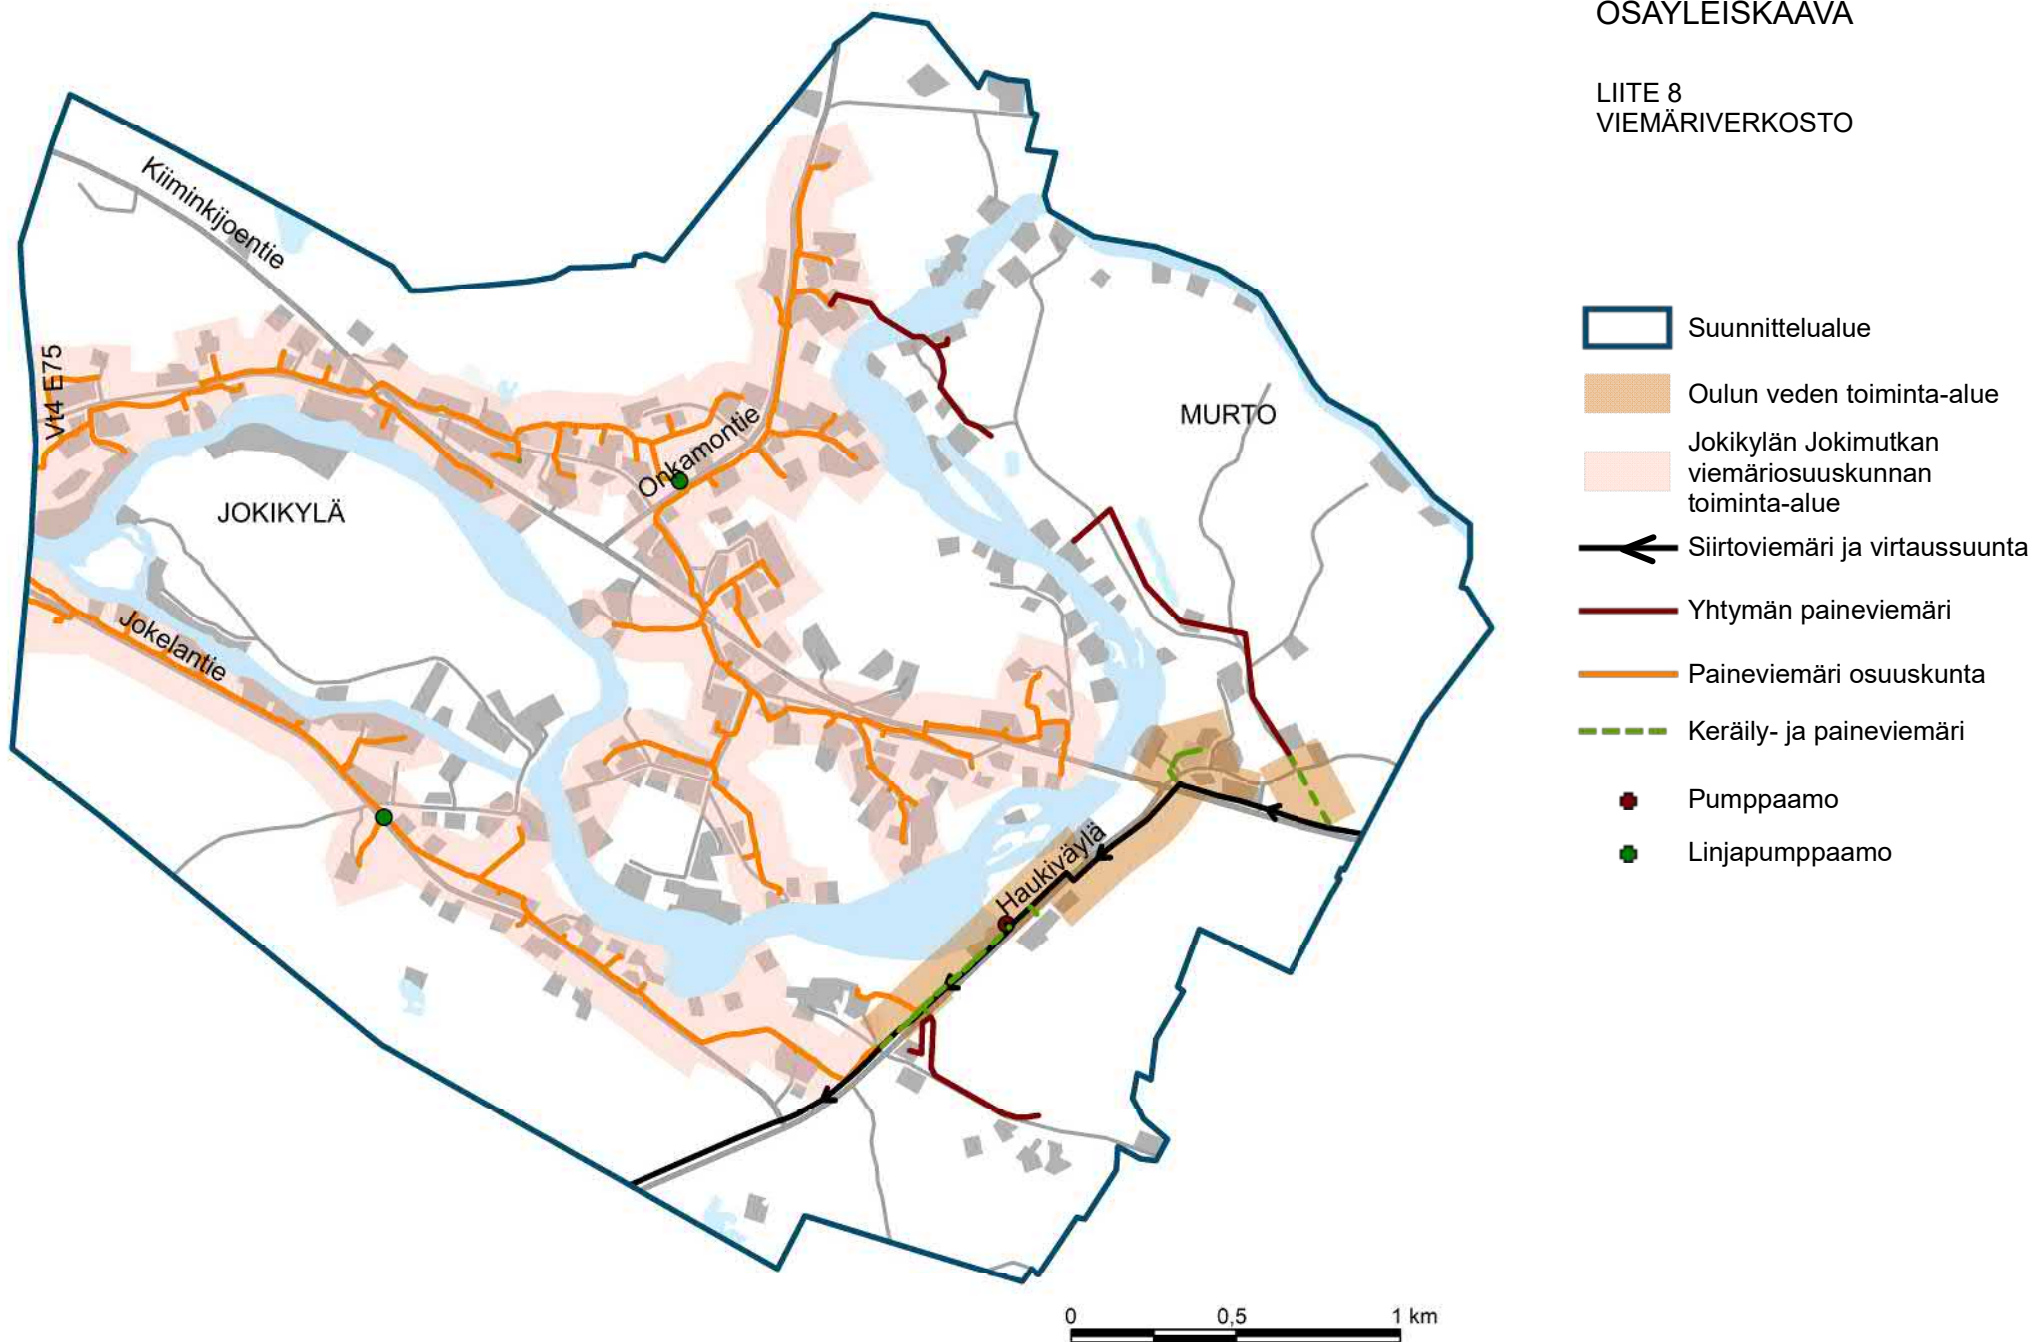 OSAYLEISKAAVA
LIITE 8
VIEMÄRIVERKOSTO
Kiiminkijoentie
Vt4 E75
MURTO
Onkamontie
JOKIKYLÄ
Jokelantie
Haukiväylä
Suunnittelualue
Oulun veden toiminta-alue
Jokikylän Jokimutkan
viemäriosuuskunnan
toiminta-alue
Siirtoviemäri ja virtaussuunta
Yhtymän paineviemäri
Paineviemäri osuuskunta
Keräily- ja paineviemäri
Pumppaamo
Linjapumppaamo
0 0,5 1 km